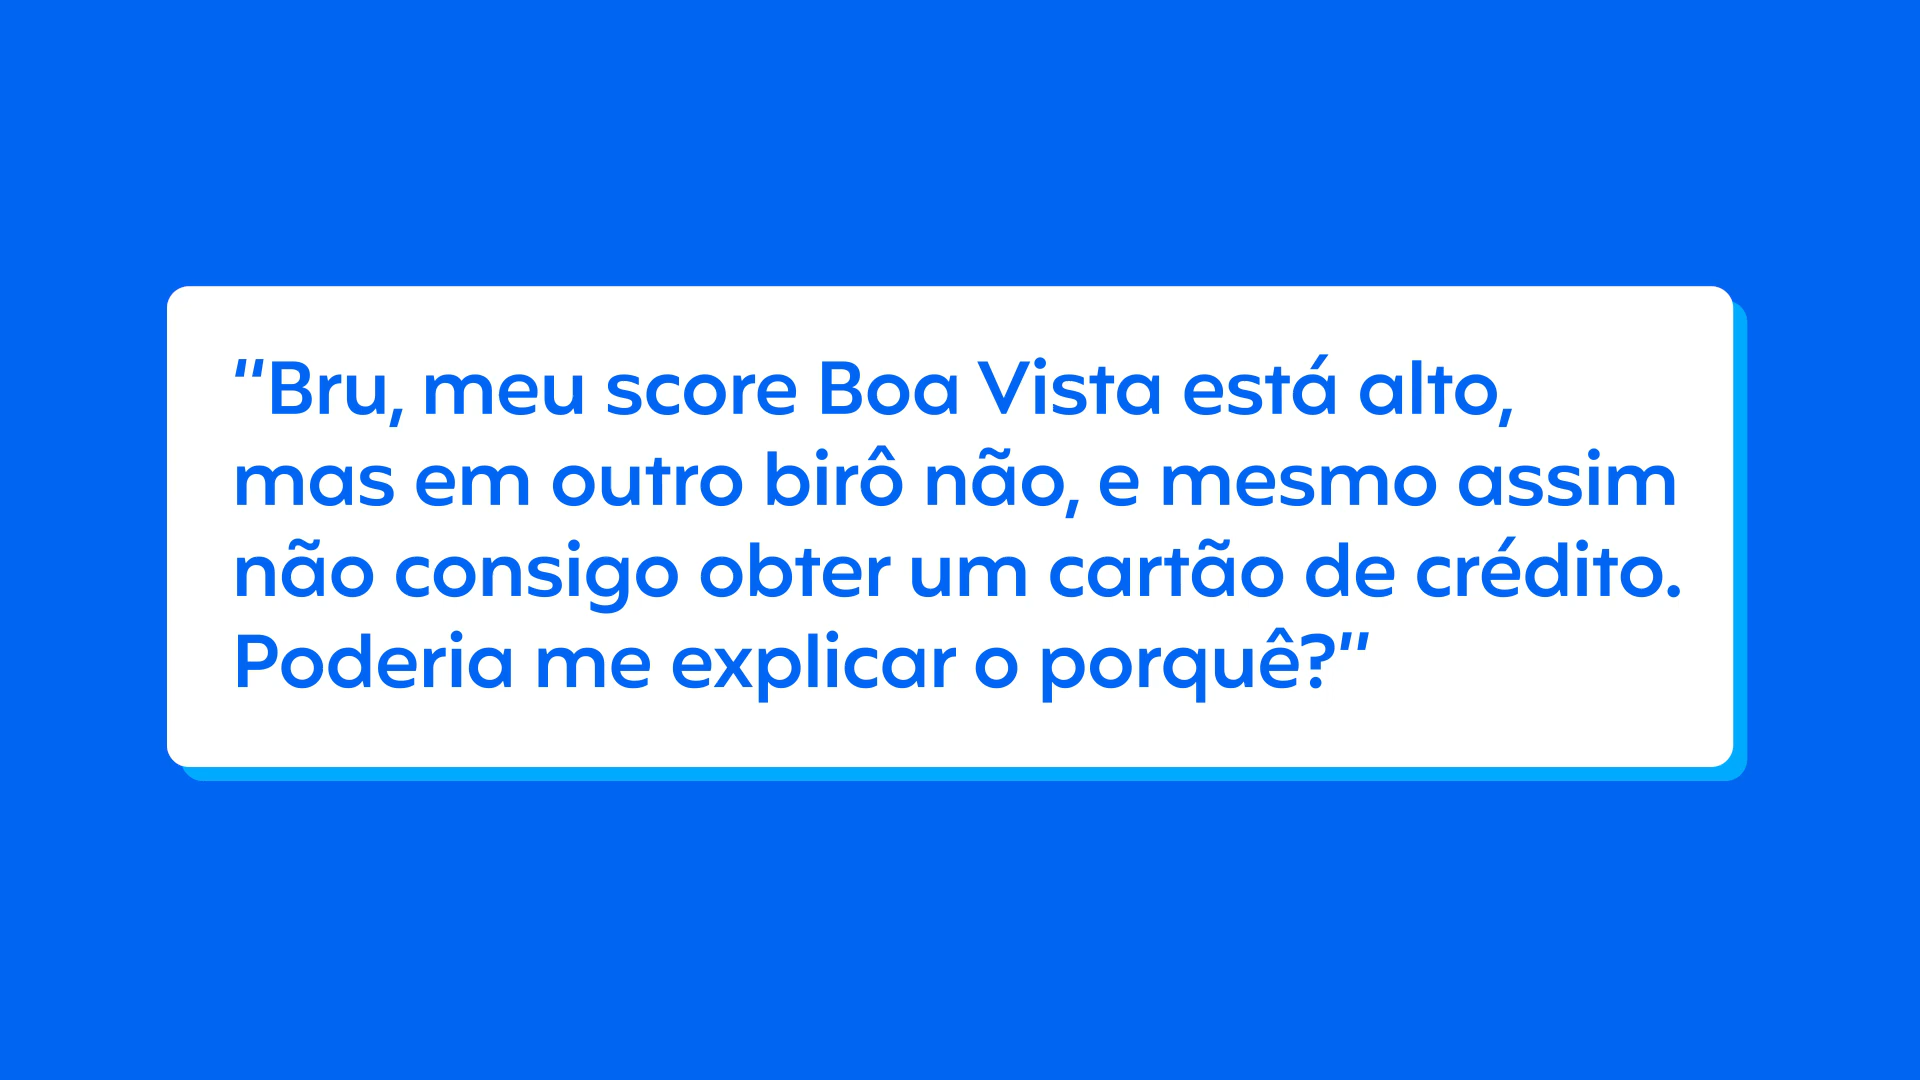 “Bru, meu score Boa Vista está alto,
mas em outro birô não, e mesmo assim
não consigo obter um cartão de crédito.
Poderia me explicar o porquê?”